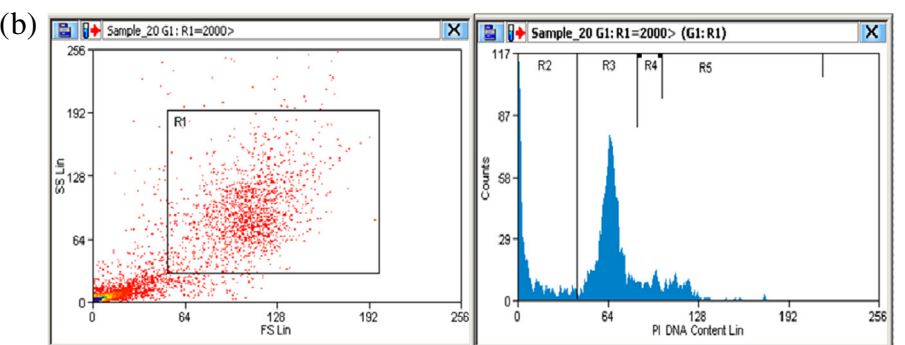 (b)
Sample_20 G1: R1=2000>
256
192
128
64
0
SS Lin
R1
0 64 128 192 256
FS Lin
Sample_20 G1: R1=2000> (G1: R1)
117
87
58
29
0
Counts
R2 R3 R4 R5
0 64 128 192 256
PI DNA Content Lin